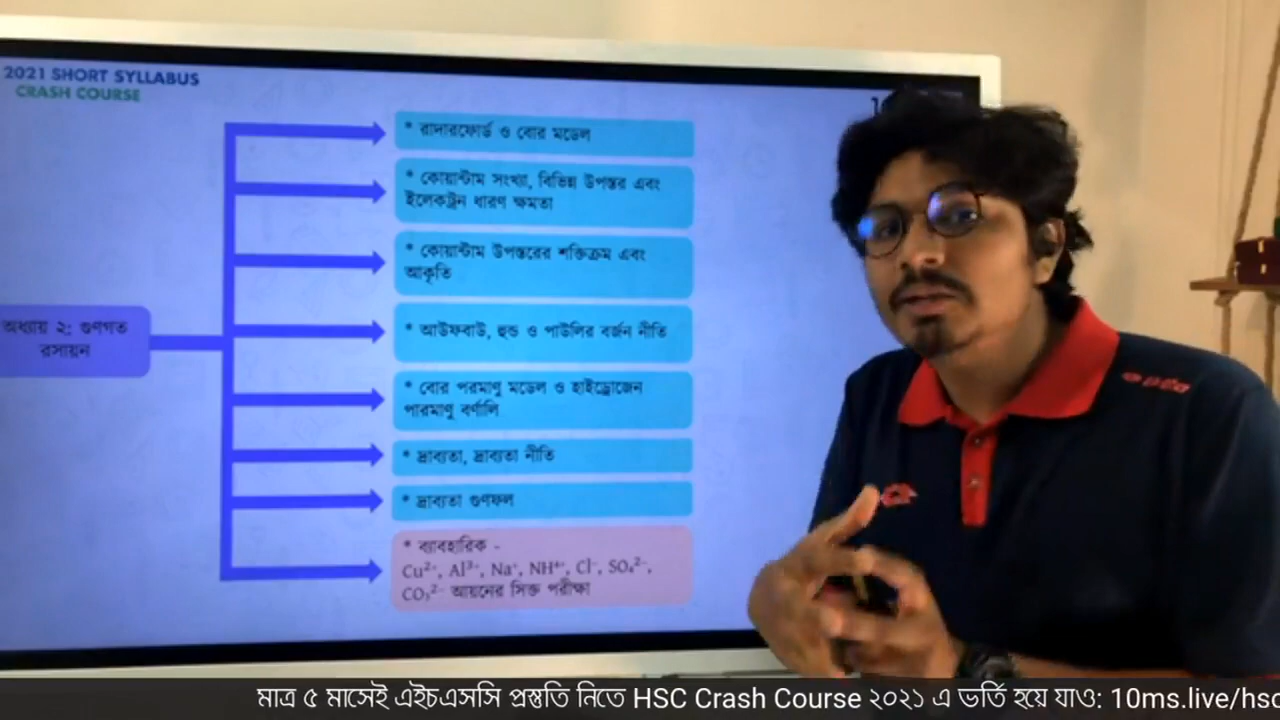 2021 SHORT SYLLABUS
CRASH COURSE
* রাদারফোর্ড ও বোর মডেল
* কোয়ান্টাম সংখ্যা, বিভিন্ন উপস্তর এবং
ইলেকট্রন ধারণ ক্ষমতা
* কোয়ান্টাম উপস্তরের শক্তিক্রম এবং
আকৃতি
অধ্যায় ২: গুণগত
রসায়ন
* আউফবাউ, হুন্ড ও পাউলির বর্জন নীতি
* বোর পরমাণু মডেল ও হাইড্রোজেন
পারমাণু বর্ণালি
* দ্রাব্যতা, দ্রাব্যতা নীতি
* দ্রাব্যতা গুণফল
* ব্যাবহারিক -
Cu²⁺, Al³⁺, Na⁺, NH⁴⁺, Cl⁻, SO₄²⁻,
CO₃²⁻ আয়নের সিক্ত পরীক্ষা
মাত্র ৫ মাসেই এইচএসসি প্রস্তুতি নিতে HSC Crash Course ২০২১ এ ভর্তি হয়ে যাও: 10ms.live/hsc